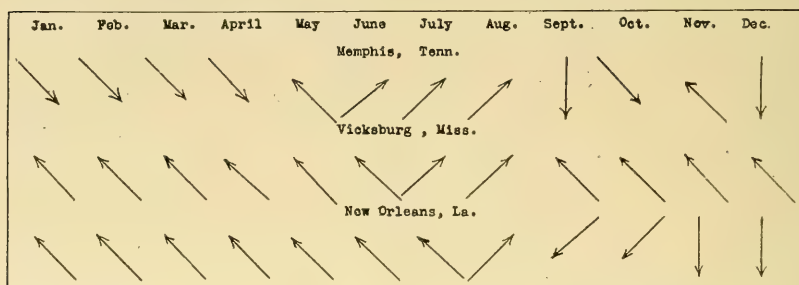 Jan. Feb. Mar. April May June July Aug. Sept. Oct. Nov. Dec.
Memphis, Tenn.
Vicksburg , Miss.
New Orleans, La.